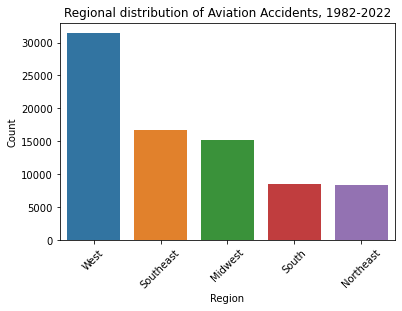 Regional distribution of Aviation Accidents, 1982-2022
30000
25000
20000
15000
10000
5000
0
Count
West
Southeast
Midwest
South
Northeast
Region